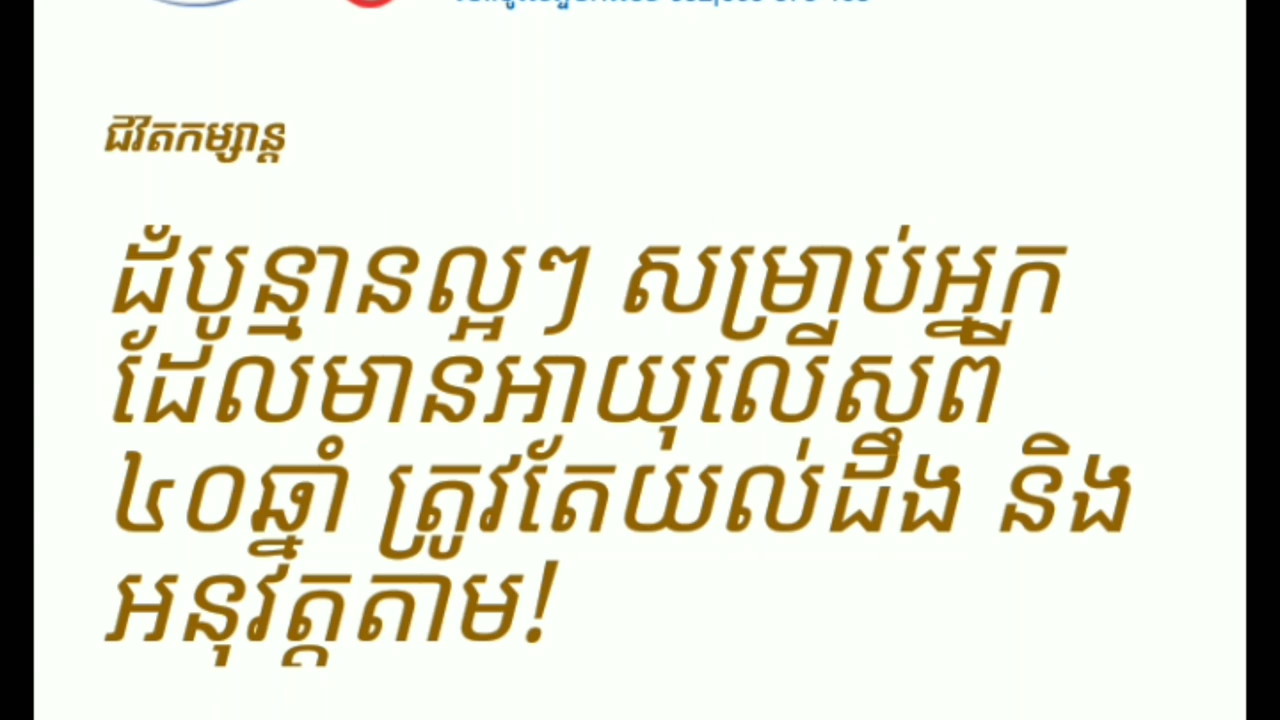 ជីវិតកម្សាន្ត
ដំបូន្មានល្អៗ សម្រាប់អ្នក
ដែលមានអាយុលើសពី
៤០ឆ្នាំ ត្រូវតែយល់ដឹង និង
អនុវត្តតាម!